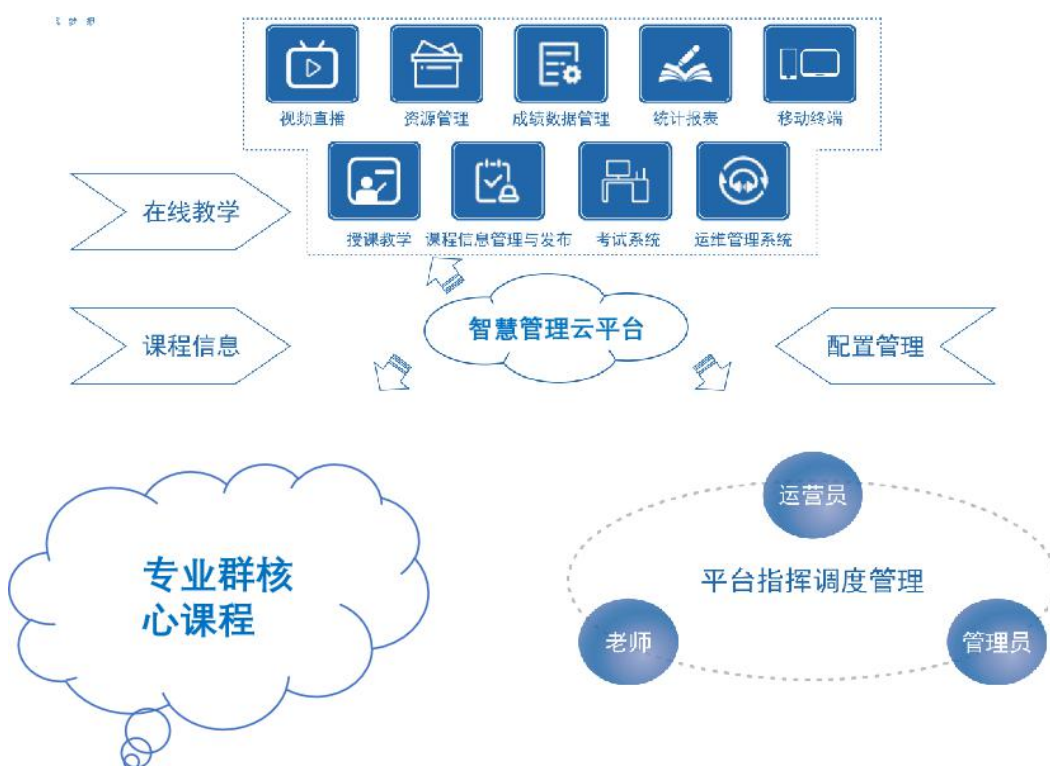 视频直播
资源管理
成绩数据管理
统计报表
移动终端
授课教学
课程信息管理与发布
考试系统
运维管理系统
在线教学
智慧管理云平台
课程信息
配置管理
专业群核
心课程
运营员
平台指挥调度管理
老师
管理员